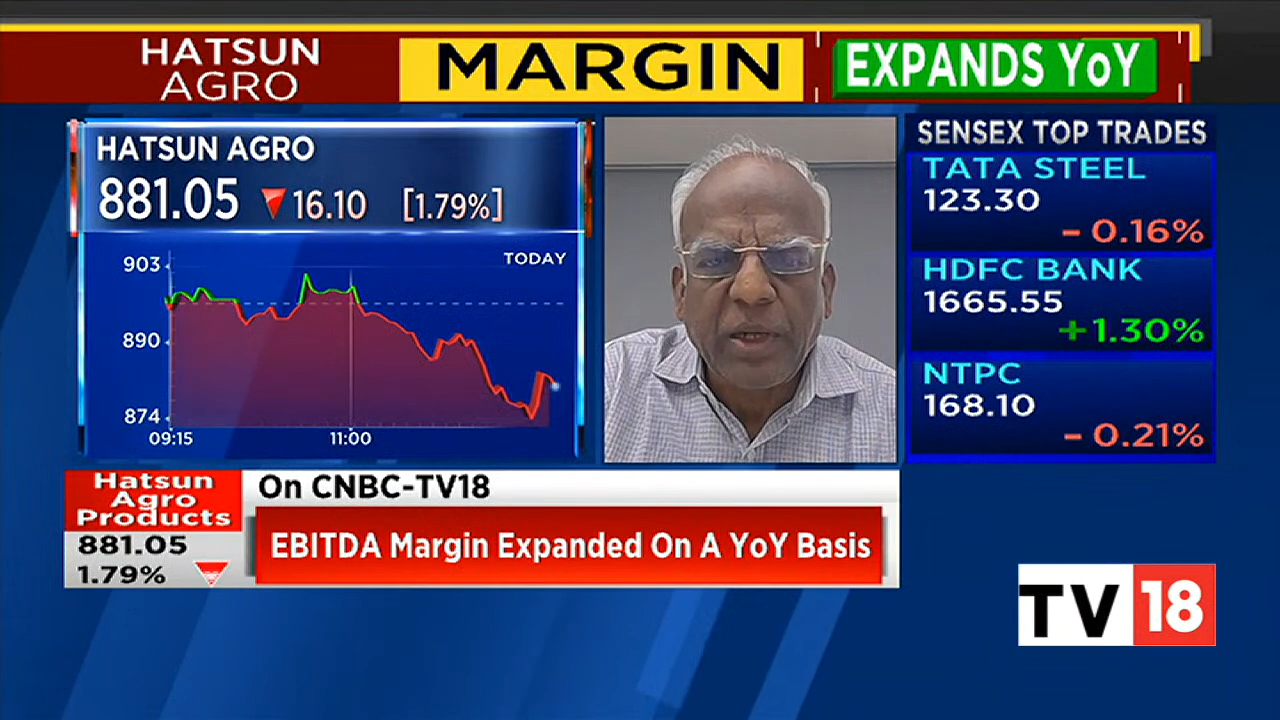 HATSUN
AGRO
MARGIN
EXPANDS YoY
HATSUN AGRO
881.05 ▼ 16.10 [1.79%]
TODAY
903
890
874
09:15 11:00
SENSEX TOP TRADES
TATA STEEL
123.30
- 0.16%
HDFC BANK
1665.55
+1.30%
NTPC
168.10
- 0.21%
Hatsun
Agro
Products
881.05
1.79% ▼
On CNBC-TV18
EBITDA Margin Expanded On A YoY Basis
TV18